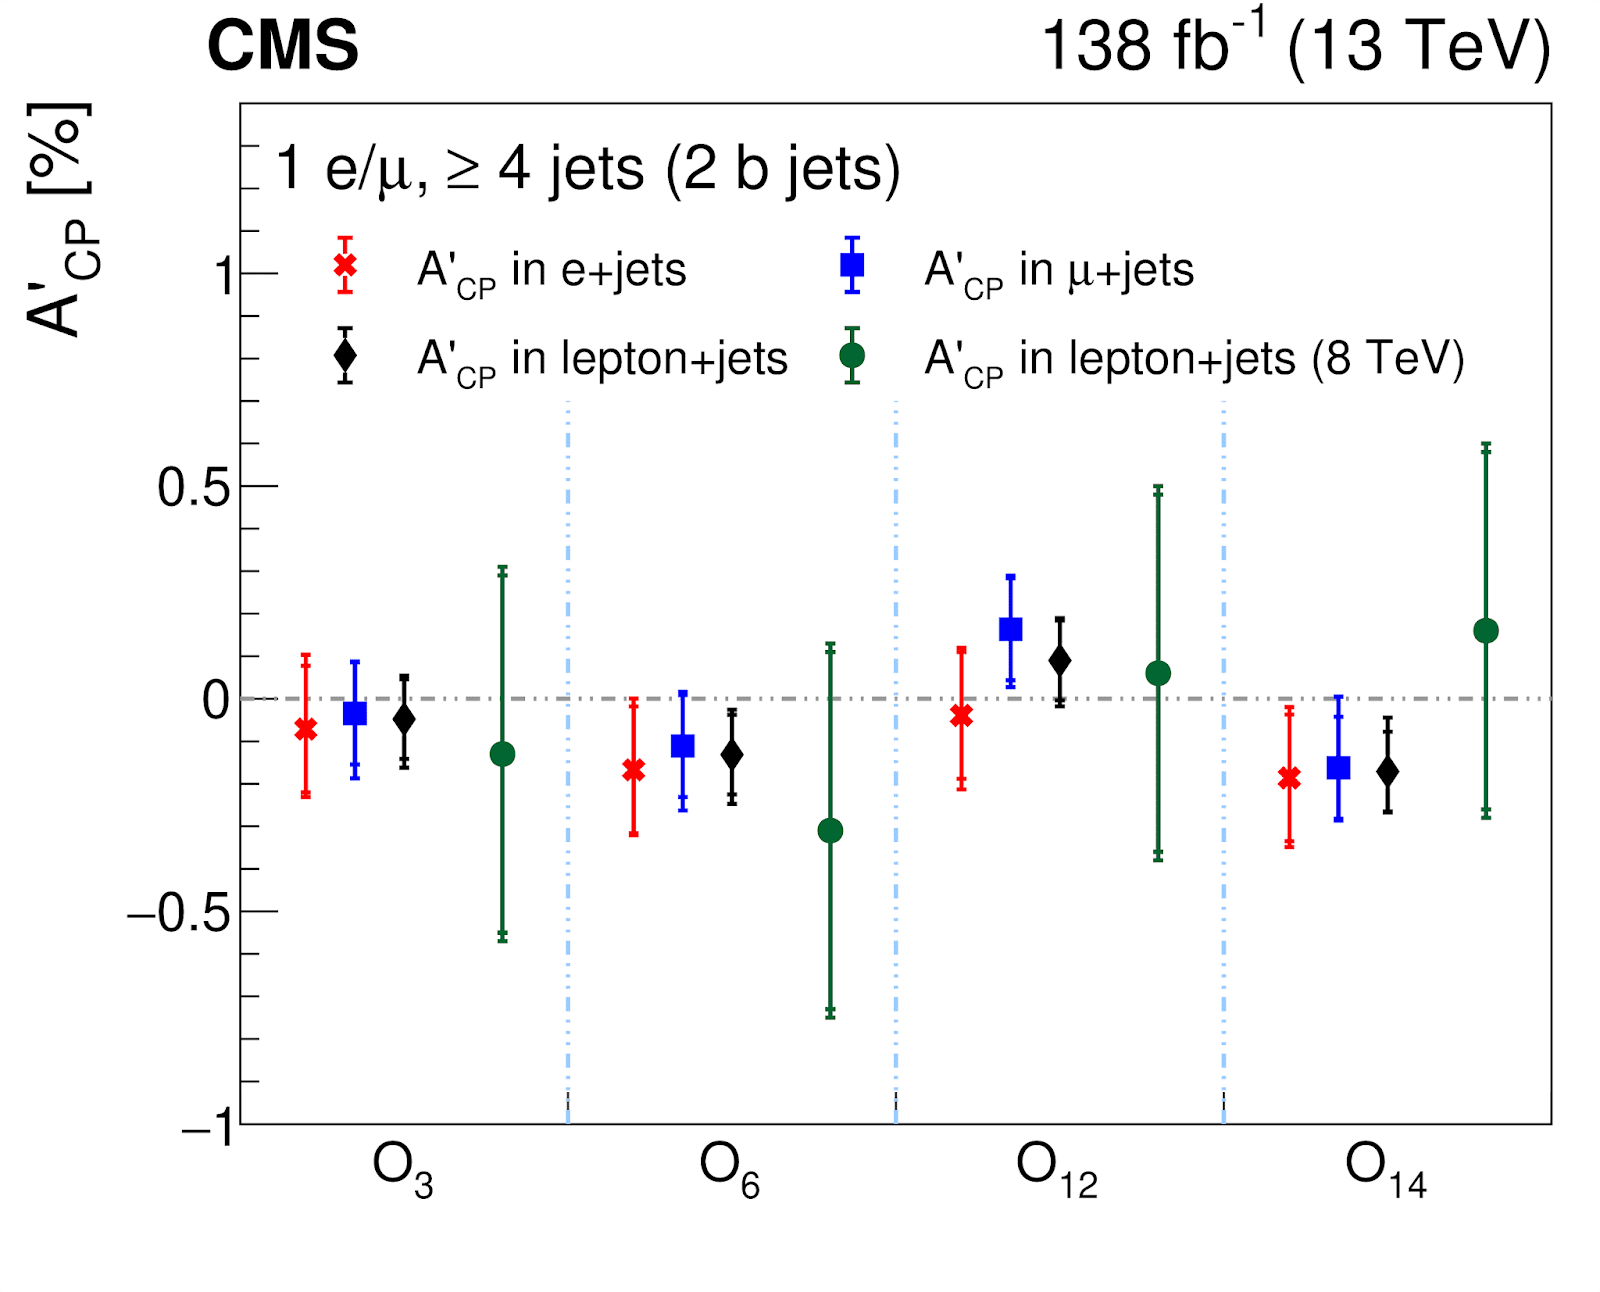 CMS 138 fb⁻¹ (13 TeV)
A'CP [%]
1 e/μ, ≥ 4 jets (2 b jets)
A'CP in e+jets A'CP in μ+jets
A'CP in lepton+jets A'CP in lepton+jets (8 TeV)
1
0.5
0
−0.5
−1
O₃ O₆ O₁₂ O₁₄